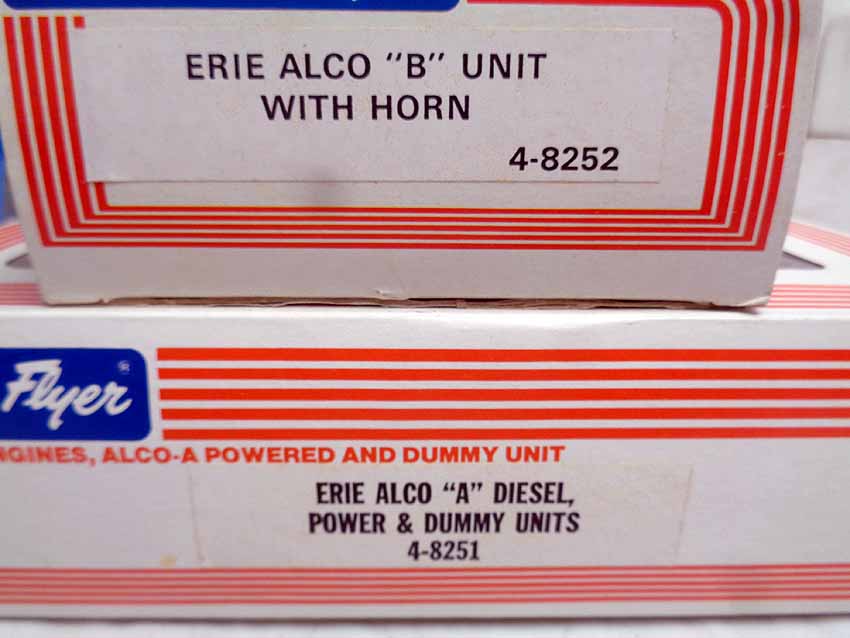 ERIE ALCO "B" UNIT
WITH HORN
4-8252
Flyer®
NGINES, ALCO-A POWERED AND DUMMY UNIT
ERIE ALCO "A" DIESEL,
POWER & DUMMY UNITS
4-8251